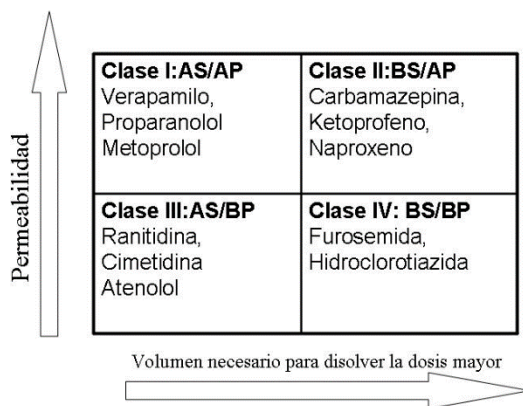 Permeabilidad
Clase I:AS/AP
Verapamilo,
Proparanolol
Metoprolol
Clase II:BS/AP
Carbamazepina,
Ketoprofeno,
Naproxeno
Clase III:AS/BP
Ranitidina,
Cimetidina
Atenolol
Clase IV: BS/BP
Furosemida,
Hidroclorotiazida
Volumen necesario para disolver la dosis mayor